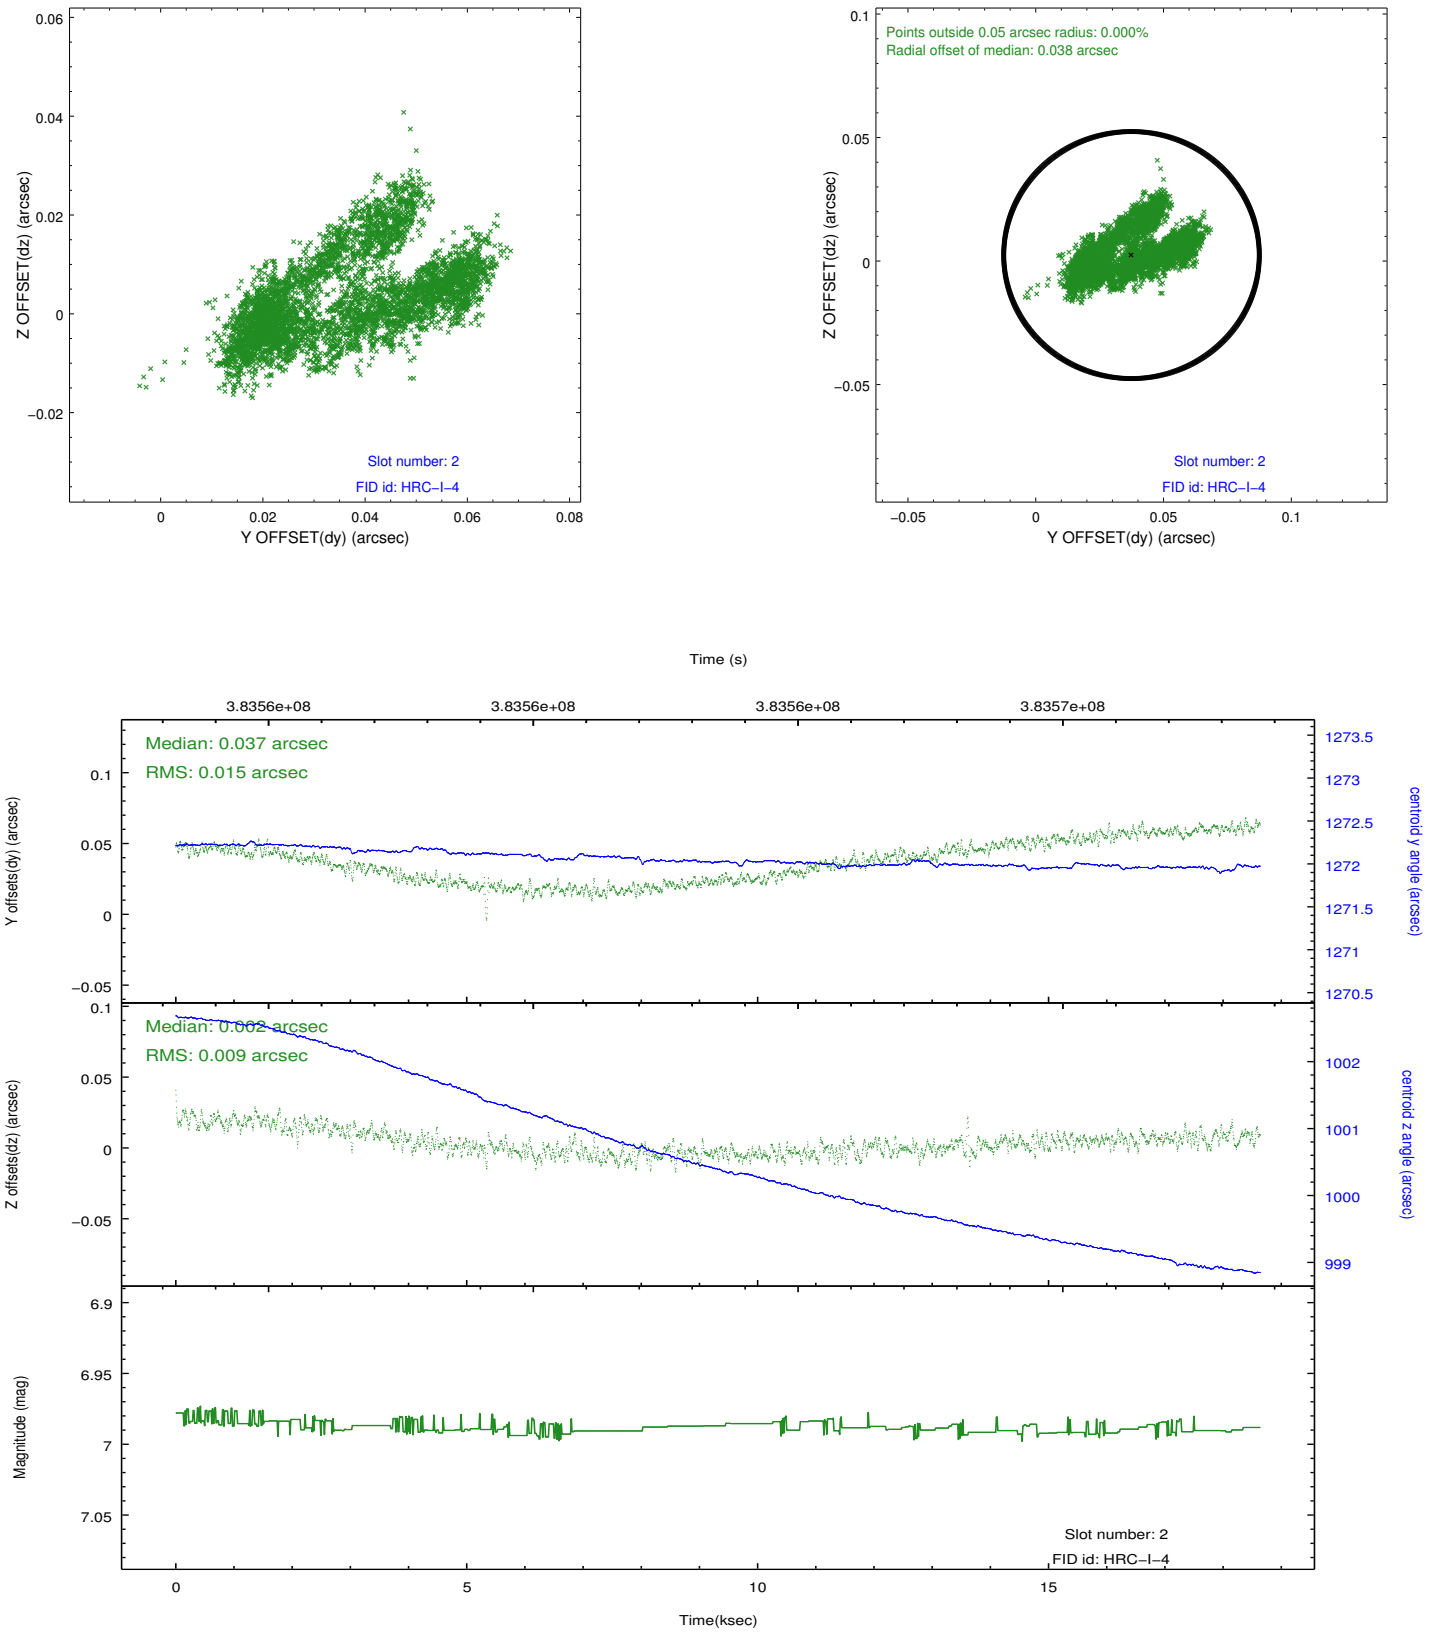 0.06
0.04
0.02
0
−0.02
Z OFFSET(dz) (arcsec)
Slot number: 2
FID id: HRC−I−4
0 0.02 0.04 0.06 0.08
Y OFFSET(dy) (arcsec)
0.1
0.05
0
−0.05
Z OFFSET(dz) (arcsec)
Points outside 0.05 arcsec radius: 0.000%
Radial offset of median: 0.038 arcsec
Slot number: 2
FID id: HRC−I−4
−0.05 0 0.05 0.1
Y OFFSET(dy) (arcsec)
Time (s)
3.8356e+08 3.8356e+08 3.8356e+08 3.8357e+08
Median: 0.037 arcsec
RMS: 0.015 arcsec
0.1
0.05
0
−0.05
Y offsets(dy) (arcsec)
1273.5
1273
1272.5
1272
1271.5
1271
1270.5
centroid y angle (arcsec)
Median: 0.002 arcsec
RMS: 0.009 arcsec
0.1
0.05
0
−0.05
Z offsets(dz) (arcsec)
1002
1001
1000
999
centroid z angle (arcsec)
6.9
6.95
7
7.05
Magnitude (mag)
Slot number: 2
FID id: HRC−I−4
0 5 10 15
Time(ksec)